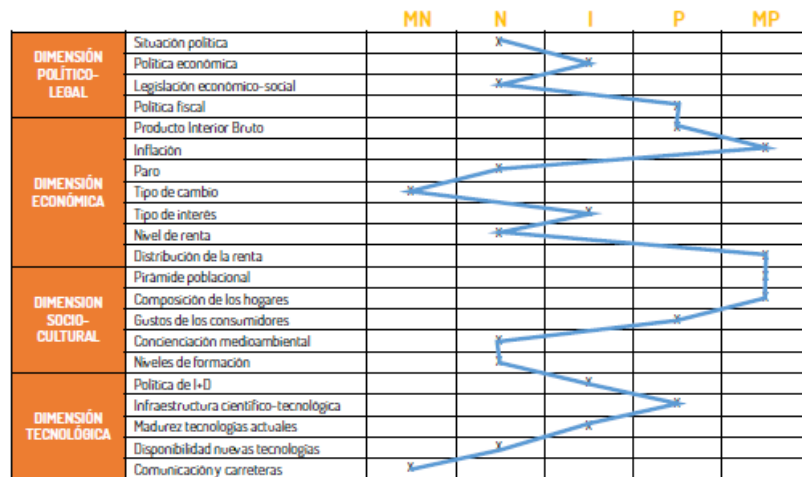 MN N I P MP
DIMENSIÓN
POLÍTICO-
LEGAL
Situación política
Política económica
Legislación económico-social
Política fiscal
DIMENSIÓN
ECONÓMICA
Producto Interior Bruto
Inflación
Paro
Tipo de cambio
Tipo de interés
Nivel de renta
Distribución de la renta
DIMENSION
SOCIO-
CULTURAL
Pirámide poblacional
Composición de los hogares
Gustos de los consumidores
Concienciación medioambiental
Niveles de formación
DIMENSIÓN
TECNOLÓGICA
Política de I+D
Infraestructura científico-tecnológica
Madurez tecnologías actuales
Disponibilidad nuevas tecnologías
Comunicación y carreteras